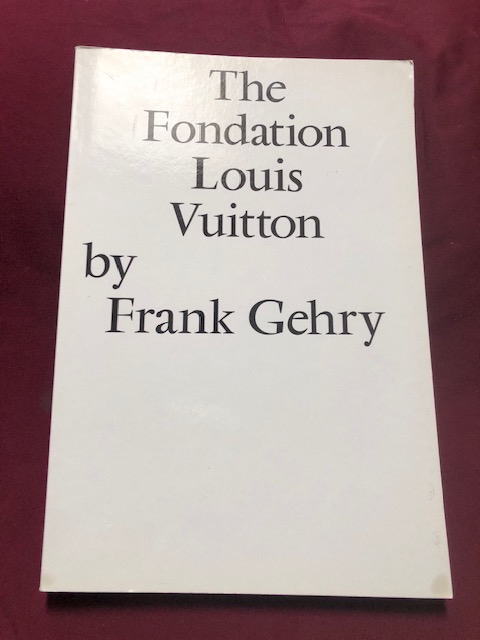 The
Fondation
Louis
Vuitton
by
Frank Gehry